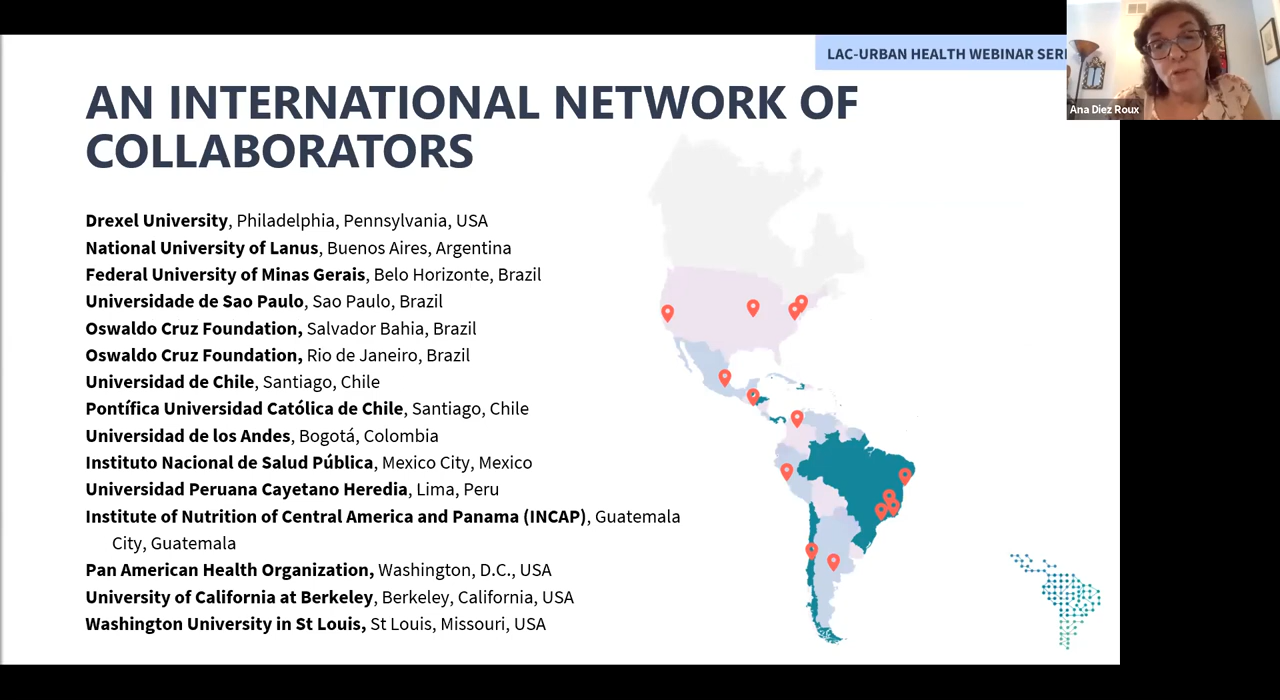 LAC-URBAN HEALTH WEBINAR
Ana Diez Roux
AN INTERNATIONAL NETWORK OF
COLLABORATORS
Drexel University, Philadelphia, Pennsylvania, USA
National University of Lanus, Buenos Aires, Argentina
Federal University of Minas Gerais, Belo Horizonte, Brazil
Universidade de Sao Paulo, Sao Paulo, Brazil
Oswaldo Cruz Foundation, Salvador Bahia, Brazil
Oswaldo Cruz Foundation, Rio de Janeiro, Brazil
Universidad de Chile, Santiago, Chile
Pontífica Universidad Católica de Chile, Santiago, Chile
Universidad de los Andes, Bogotá, Colombia
Instituto Nacional de Salud Pública, Mexico City, Mexico
Universidad Peruana Cayetano Heredia, Lima, Peru
Institute of Nutrition of Central America and Panama (INCAP), Guatemala
City, Guatemala
Pan American Health Organization, Washington, D.C., USA
University of California at Berkeley, Berkeley, California, USA
Washington University in St Louis, St Louis, Missouri, USA